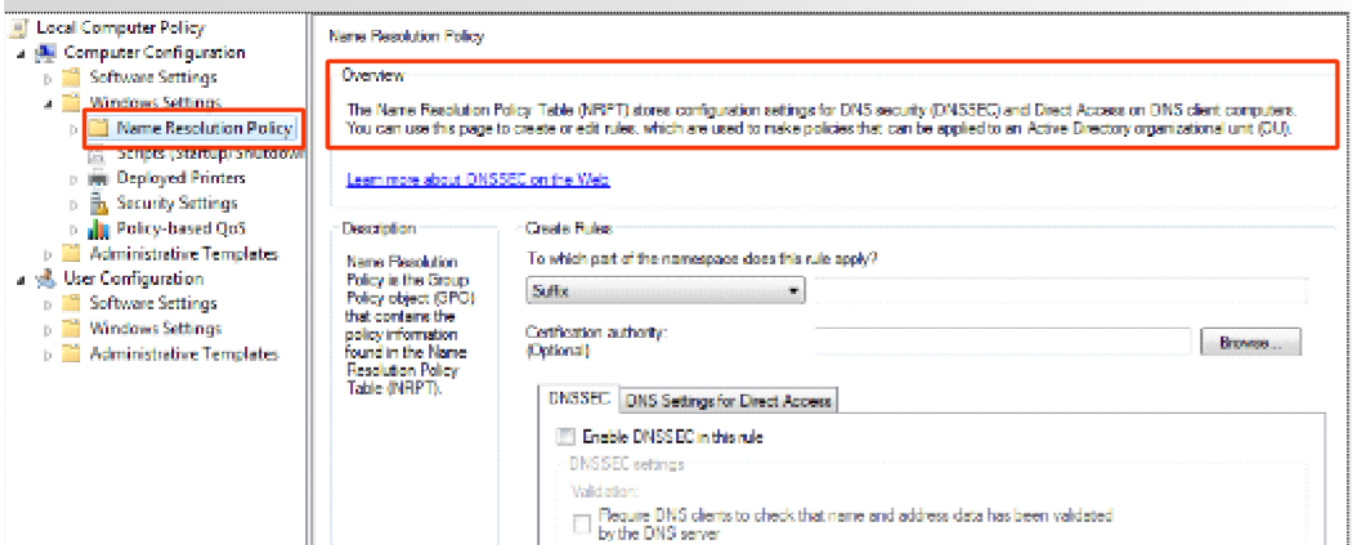 Local Computer Policy
Computer Configuration
Software Settings
Windows Settings
Name Resolution Policy
Scripts (Startup/Shutdown
Deployed Printers
Security Settings
Policy-based QoS
Administrative Templates
User Configuration
Software Settings
Windows Settings
Administrative Templates
Name Resolution Policy
Overview
The Name Resolution Policy Table (NRPT) stores configuration settings for DNS security (DNSSEC) and Direct Access on DNS client computers.
You can use this page to create or edit rules, which are used to make policies that can be applied to an Active Directory organizational unit (OU).
Learn more about DNSSEC on the Web
Description
Name Resolution
Policy is the Group
Policy object (GPO)
that contains the
policy information
found in the Name
Resolution Policy
Table (NRPT).
Create Rules
To which part of the namespace does this rule apply?
Suffix
Certification authority:
(Optional)
Browse...
DNSSEC
DNS Settings for Direct Access
Enable DNSSEC in this rule
DNSSEC settings
Validation:
Require DNS clients to check that name and address data has been validated
by the DNS server